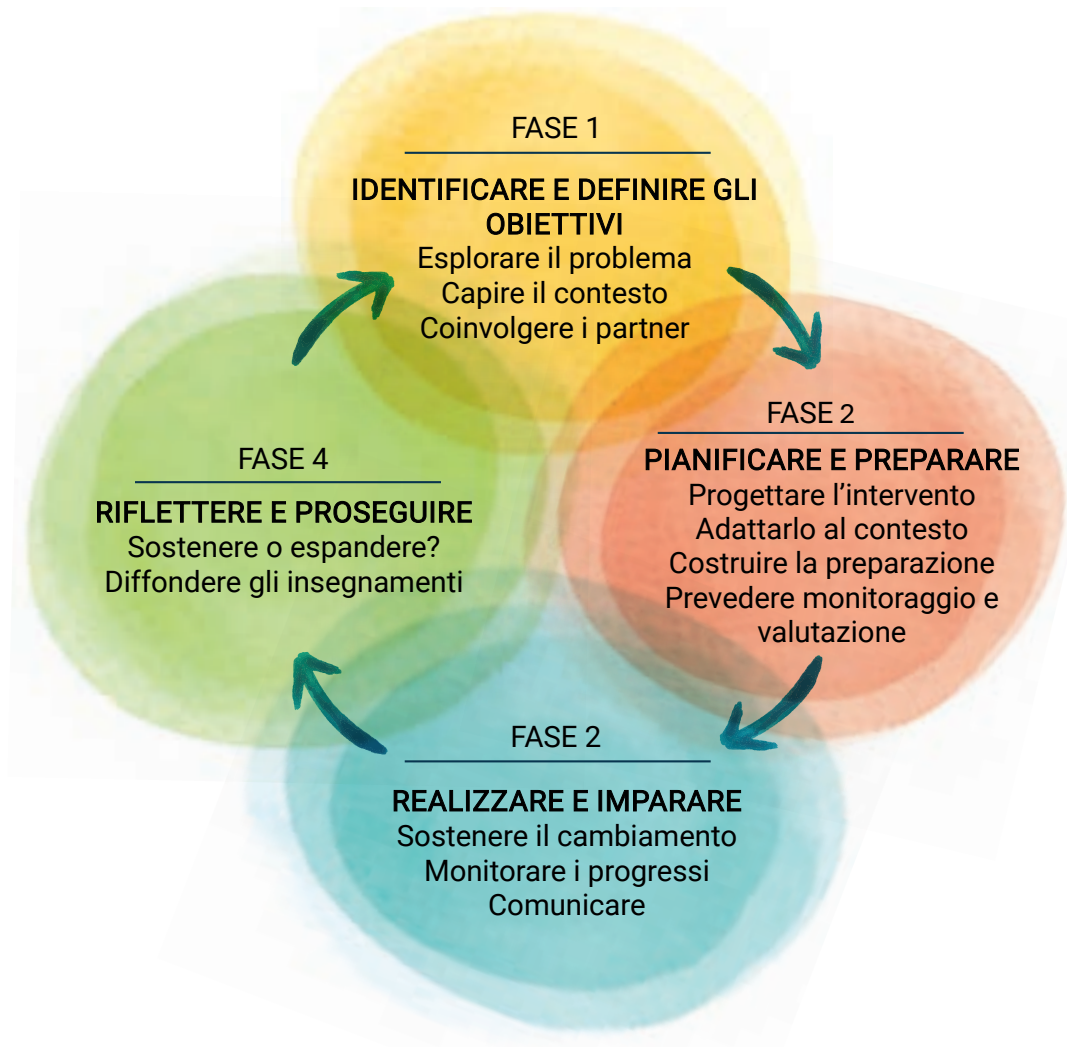 FASE 1
IDENTIFICARE E DEFINIRE GLI
OBIETTIVI
Esplorare il problema
Capire il contesto
Coinvolgere i partner
FASE 2
PIANIFICARE E PREPARARE
Progettare l’intervento
Adattarlo al contesto
Costruire la preparazione
Prevedere monitoraggio e
valutazione
FASE 2
REALIZZARE E IMPARARE
Sostenere il cambiamento
Monitorare i progressi
Comunicare
FASE 4
RIFLETTERE E PROSEGUIRE
Sostenere o espandere?
Diffondere gli insegnamenti